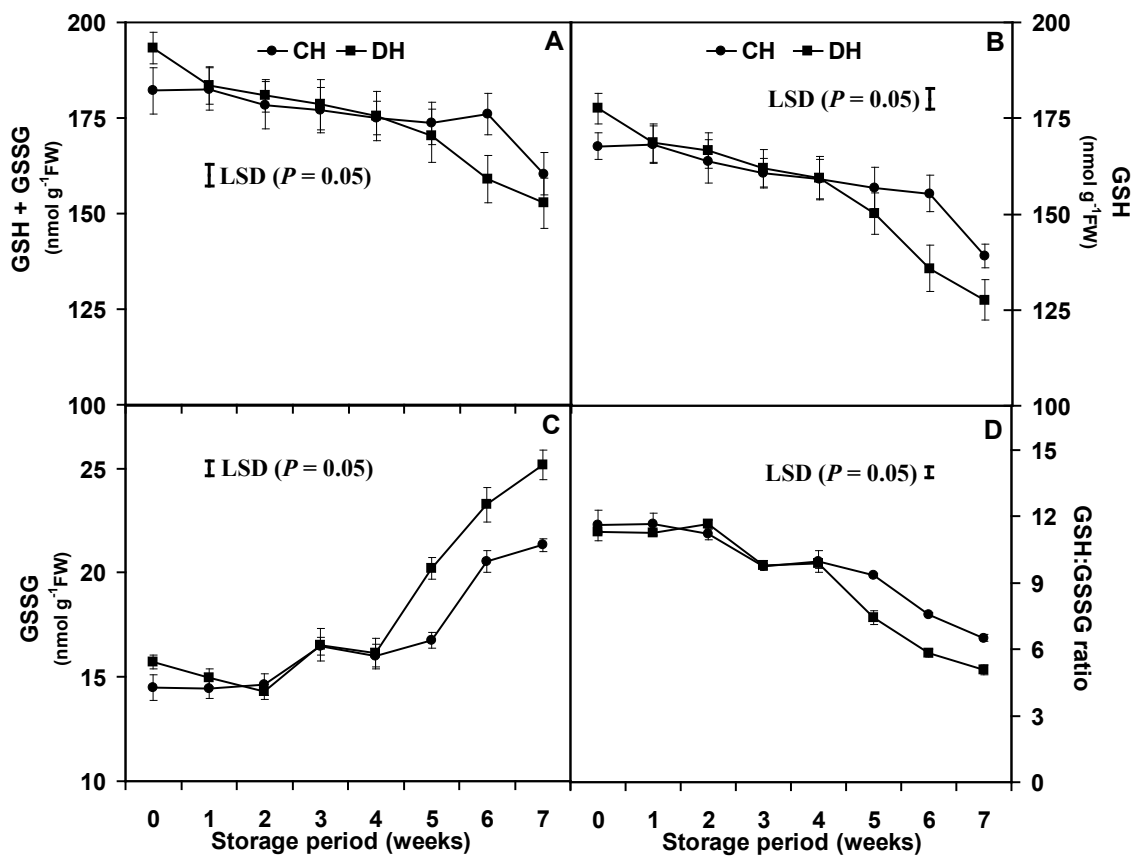 200
175
150
125
100
GSH + GSSG
(nmol g⁻¹FW)
CH DH
A
LSD (P = 0.05)
CH DH
B
LSD (P = 0.05)
200
175
150
125
100
GSH
(nmol g⁻¹FW)
25
20
15
10
GSSG
(nmol g⁻¹FW)
C
LSD (P = 0.05)
0 1 2 3 4 5 6 7
Storage period (weeks)
D
LSD (P = 0.05)
15
12
9
6
3
0
GSH:GSSG ratio
0 1 2 3 4 5 6 7
Storage period (weeks)